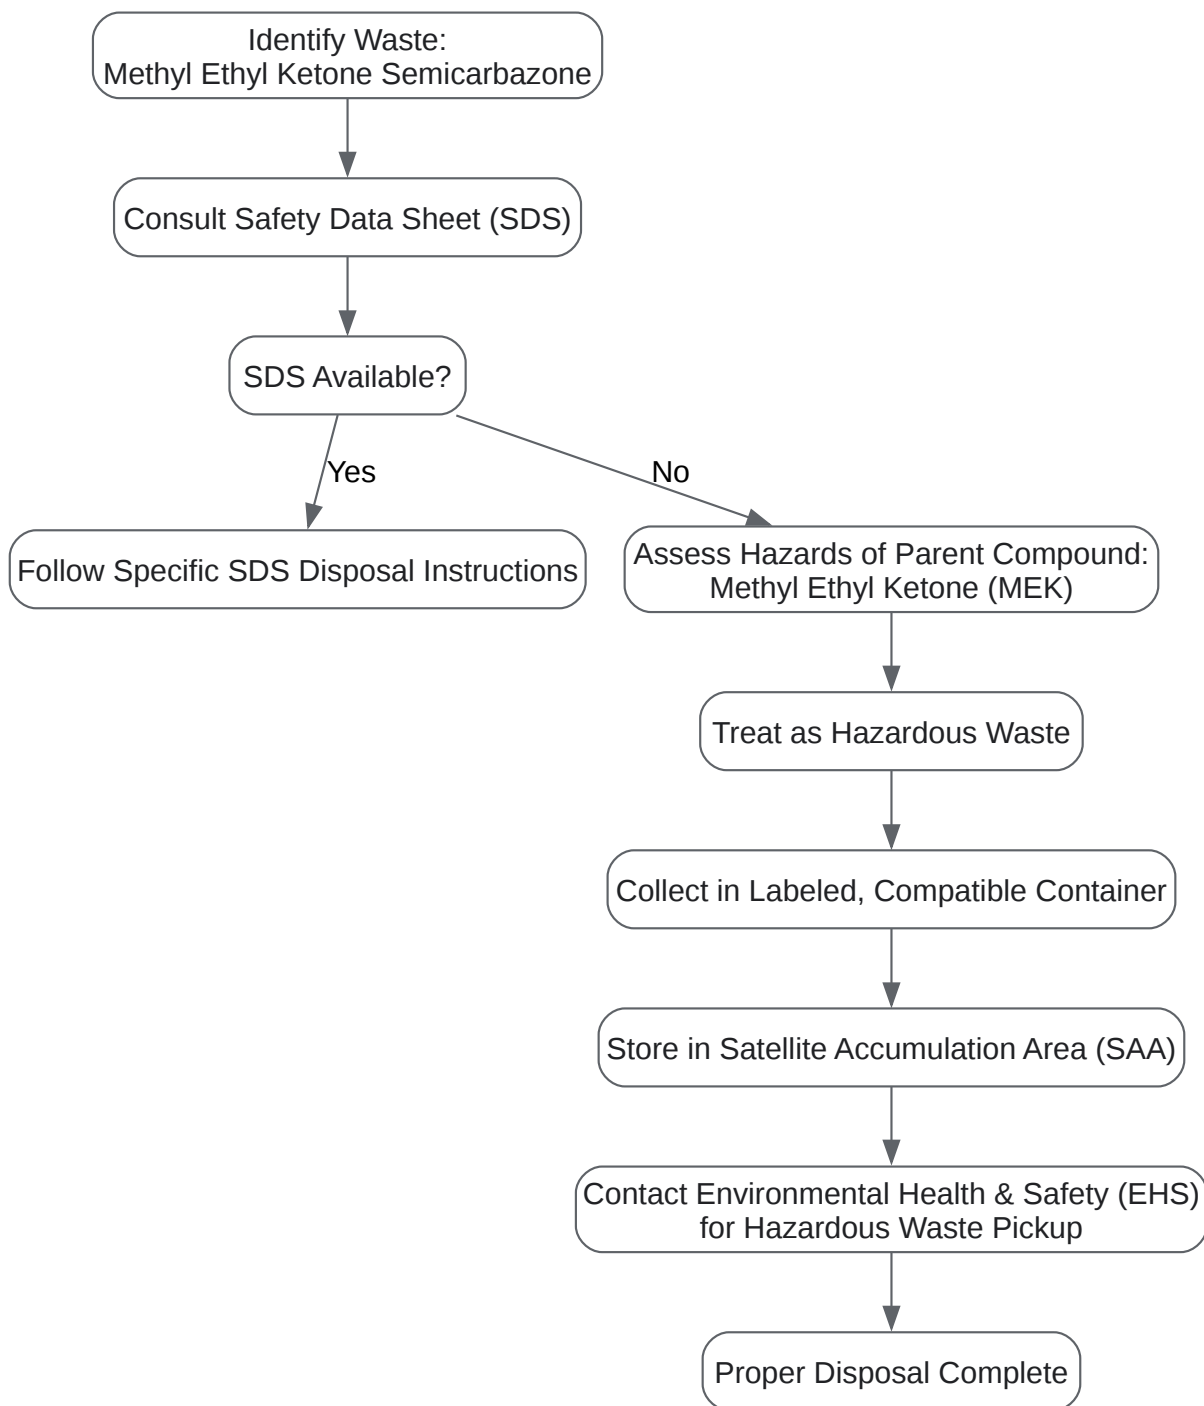 Identify Waste:
Methyl Ethyl Ketone Semicarbazone
Consult Safety Data Sheet (SDS)
SDS Available?
Yes
No
Follow Specific SDS Disposal Instructions
Assess Hazards of Parent Compound:
Methyl Ethyl Ketone (MEK)
Treat as Hazardous Waste
Collect in Labeled, Compatible Container
Store in Satellite Accumulation Area (SAA)
Contact Environmental Health & Safety (EHS)
for Hazardous Waste Pickup
Proper Disposal Complete